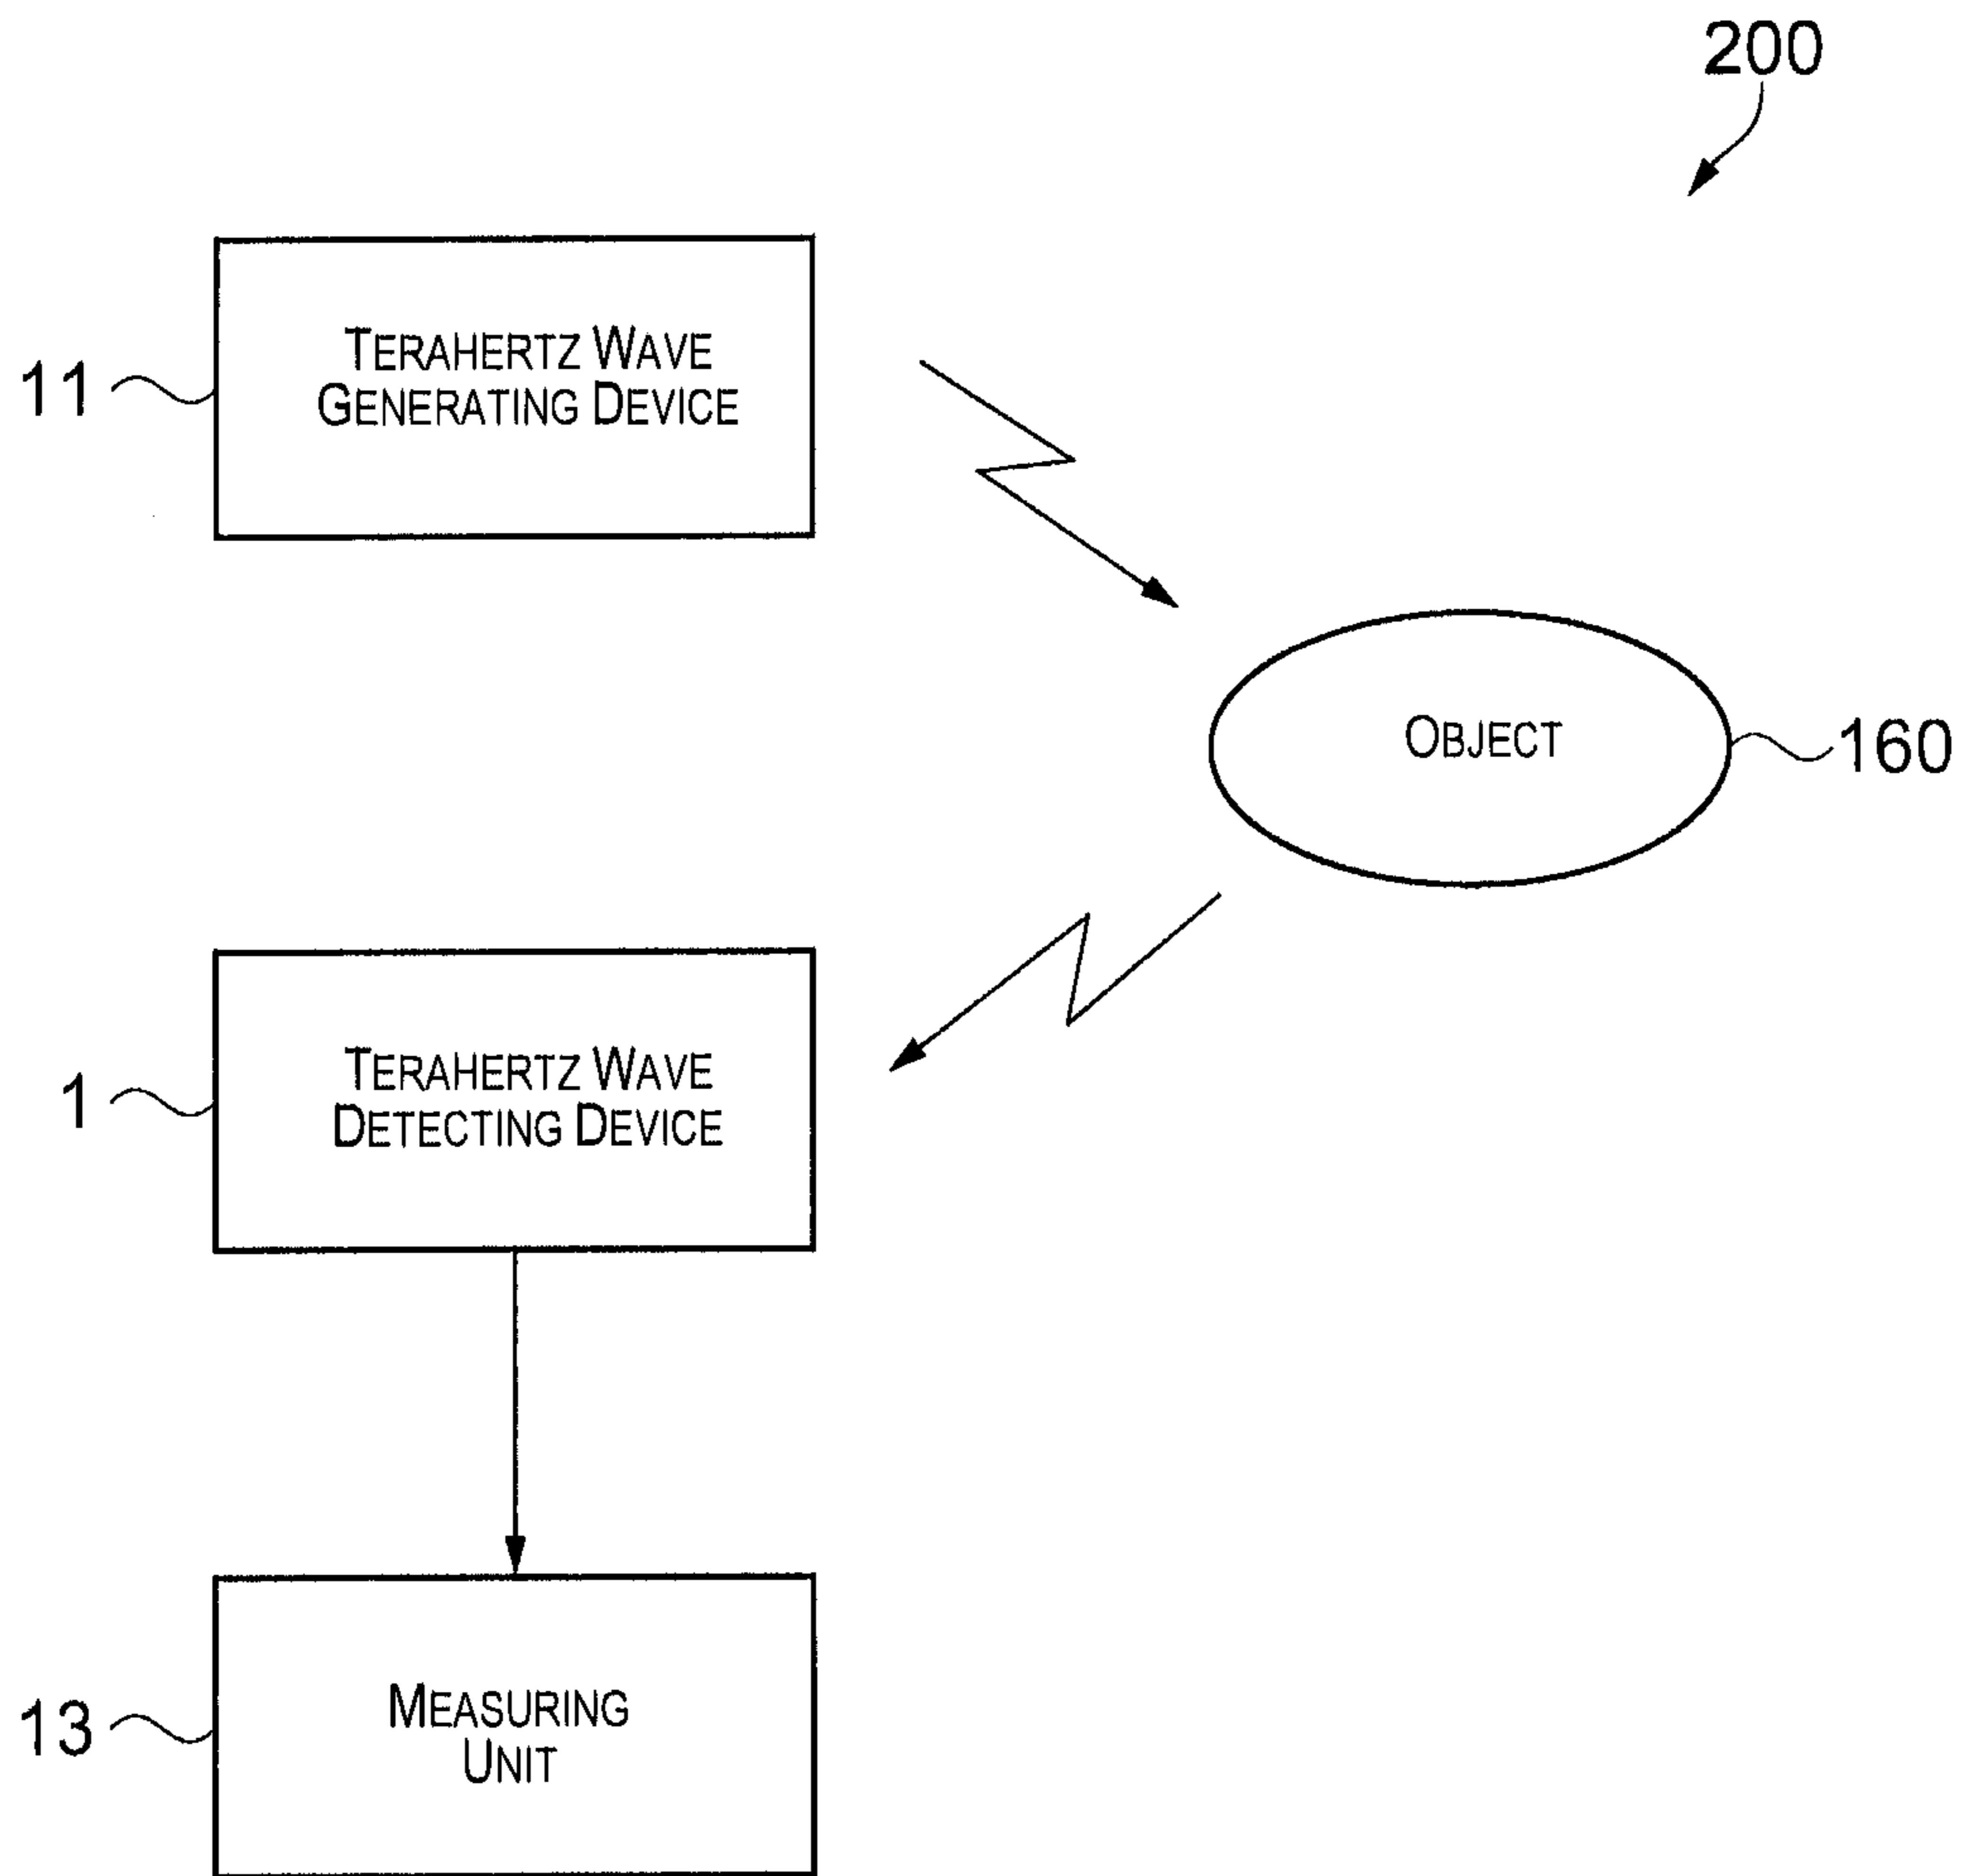 200
11
TERAHERTZ WAVE
GENERATING DEVICE
OBJECT
160
1
TERAHERTZ WAVE
DETECTING DEVICE
13
MEASURING
UNIT